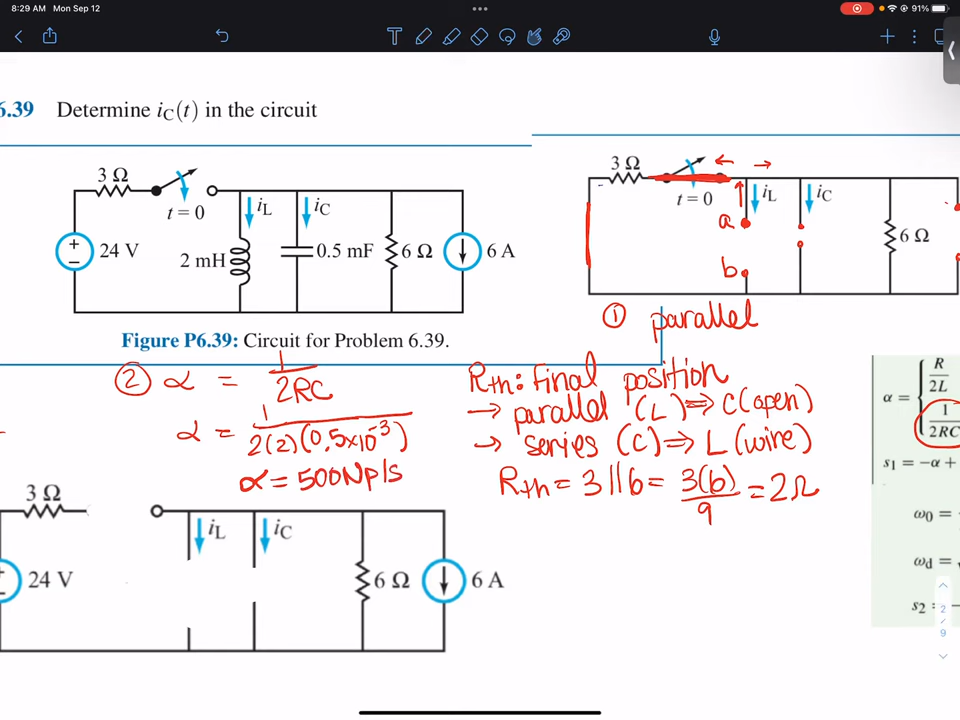 8:29 AM Mon Sep 12
91%
6.39 Determine iC(t) in the circuit
3 Ω
t = 0
iL
iC
24 V
2 mH
0.5 mF
6 Ω
6 A
Figure P6.39: Circuit for Problem 6.39.
3 Ω
t = 0
iL
iC
a
b
6 Ω
① parallel
② α = 1/2RC
α = 1/2(2)(0.5x10^-3)
α = 500Np/s
Rth: final position
→ parallel (L) ⇒ C(open)
→ series (C) ⇒ L (wire)
Rth = 3 || 6 = 3(6)/9 = 2Ω
α = { R/2L
1/2RC
s1 = −α +
ω0 =
ωd =
s2 :
2/9
3 Ω
24 V
iL
iC
6 Ω
6 A